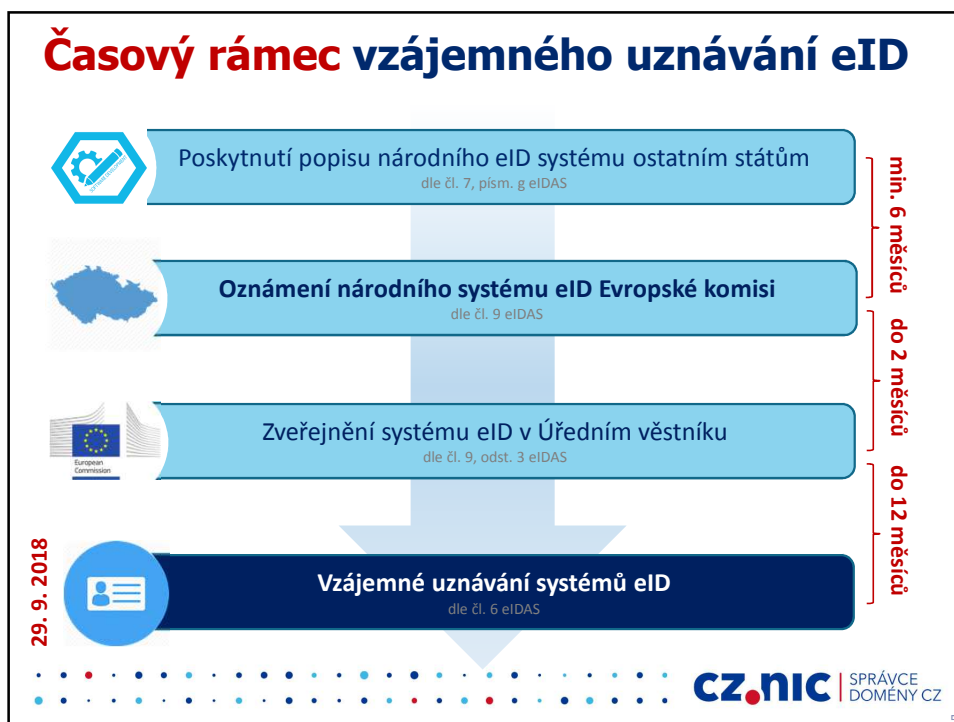 Časový rámec vzájemného uznávání eID
SOFTWARE DEVELOPMENT
Poskytnutí popisu národního eID systému ostatním státům
dle čl. 7, písm. g eIDAS
min. 6 měsíců
Oznámení národního systému eID Evropské komisi
dle čl. 9 eIDAS
do 2 měsíců
European
Commission
Zveřejnění systému eID v Úředním věstníku
dle čl. 9, odst. 3 eIDAS
do 12 měsíců
29. 9. 2018
Vzájemné uznávání systémů eID
dle čl. 6 eIDAS
cz.nic
SPRÁVCE
DOMÉNY CZ